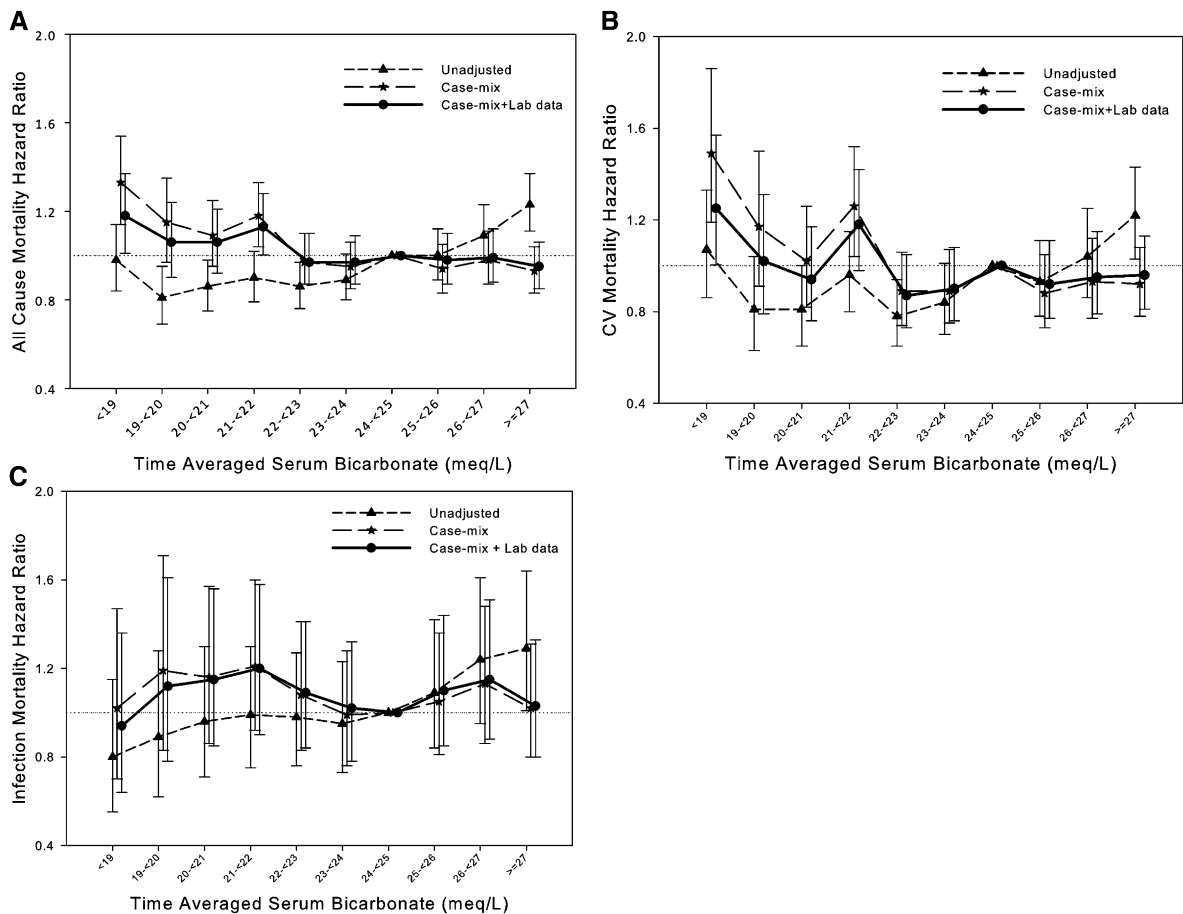 A
All Cause Mortality Hazard Ratio
2.0
1.6
1.2
0.8
0.4
Unadjusted
Case-mix
Case-mix+Lab data
<19
19-<20
20-<21
21-<22
22-<23
23-<24
24-<25
25-<26
26-<27
>=27
Time Averaged Serum Bicarbonate (meq/L)
B
CV Mortality Hazard Ratio
2.0
1.6
1.2
0.8
0.4
Unadjusted
Case-mix
Case-mix+Lab data
<19
19-<20
20-<21
21-<22
22-<23
23-<24
24-<25
25-<26
26-<27
>=27
Time Averaged Serum Bicarbonate (meq/L)
C
Infection Mortality Hazard Ratio
2.0
1.6
1.2
0.8
0.4
Unadjusted
Case-mix
Case-mix + Lab data
<19
19-<20
20-<21
21-<22
22-<23
23-<24
24-<25
25-<26
26-<27
>=27
Time Averaged Serum Bicarbonate (meq/L)